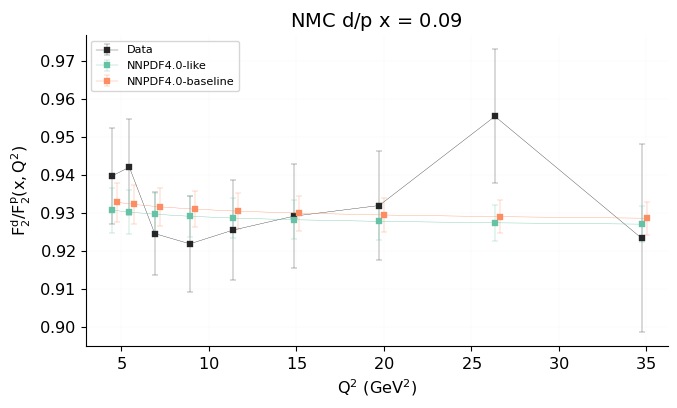 NMC d/p x = 0.09
Data
NNPDF4.0-like
NNPDF4.0-baseline
F₂ᵈ/F₂ᵖ(x,Q²)
0.97
0.96
0.95
0.94
0.93
0.92
0.91
0.90
5 10 15 20 25 30 35
Q² (GeV²)